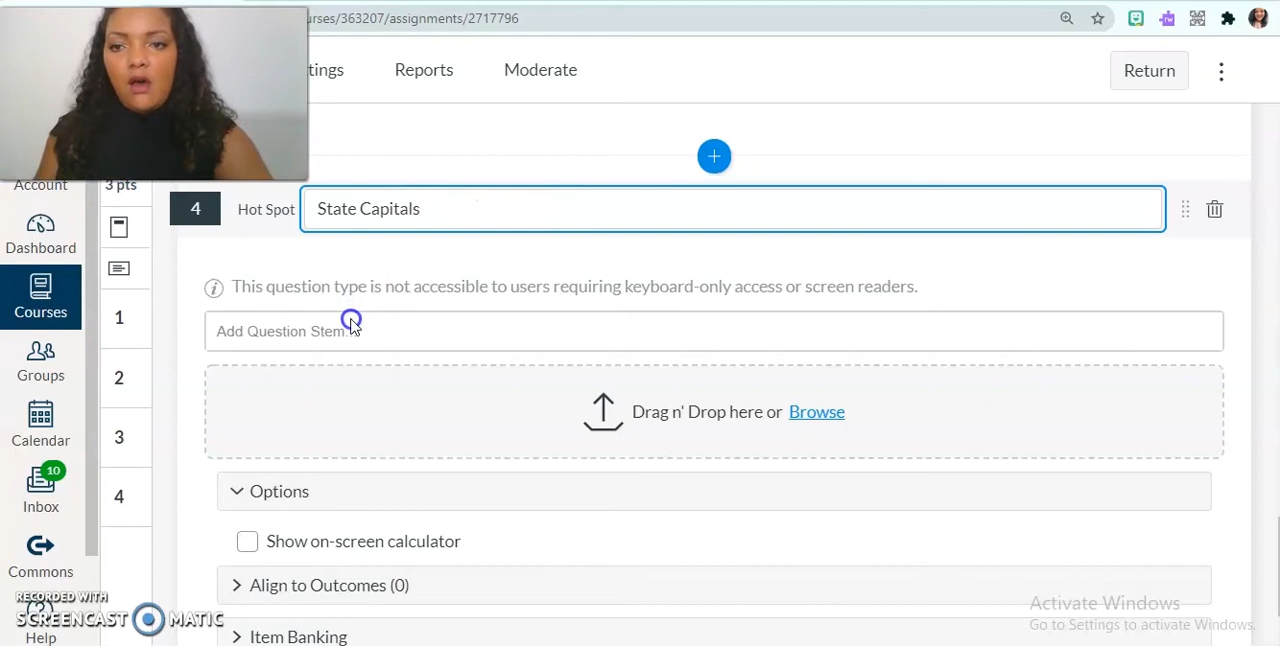 urses/363207/assignments/2717796
tings Reports Moderate Return
Account
3 pts
4 Hot Spot State Capitals
Dashboard
This question type is not accessible to users requiring keyboard-only access or screen readers.
Courses
1
Add Question Stem...
Groups
2
Drag n' Drop here or Browse
Calendar
3
10
Inbox
4
Options
Show on-screen calculator
Commons
Align to Outcomes (0)
RECORDED WITH
SCREENCAST MATIC
Help
Item Banking
Activate Windows
Go to Settings to activate Windows.